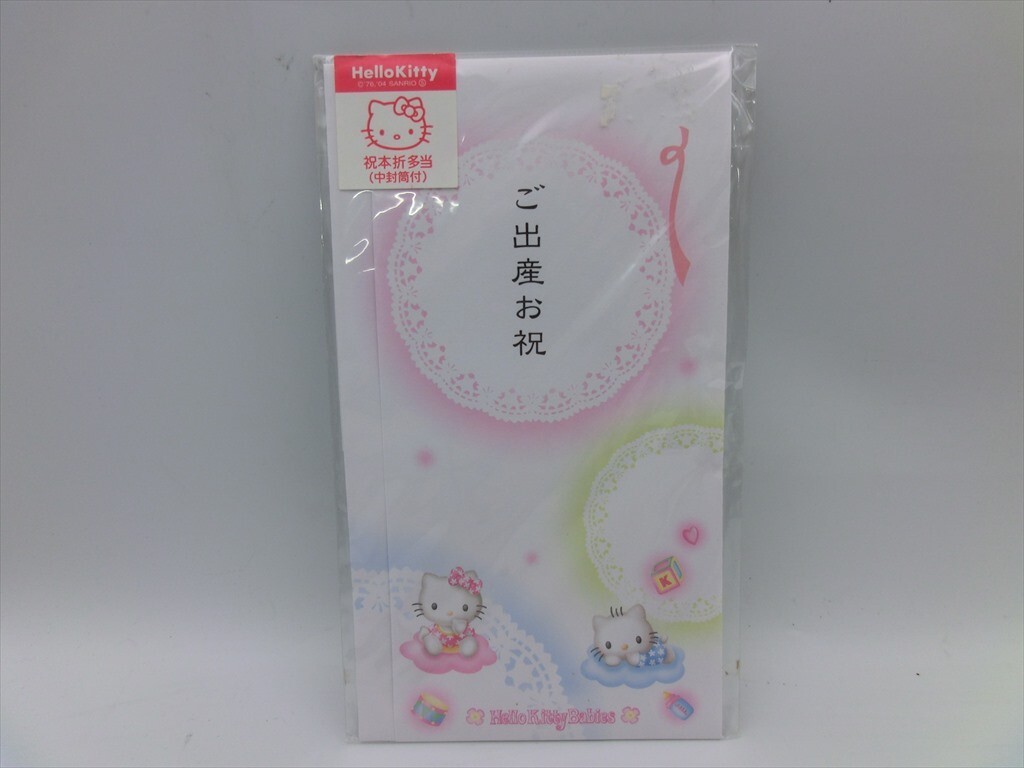 HelloKitty
© '76, '04 SANRIO
祝本折多当
(中封筒付)
ご出産お祝
K
HelloKittyBabies